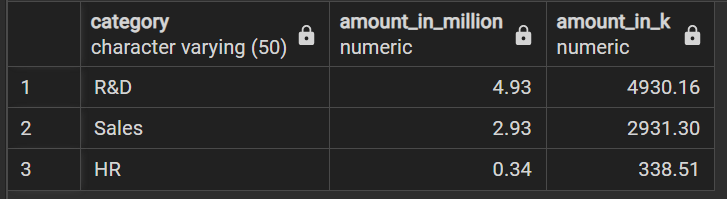 category amount_in_million amount_in_k
character varying (50) numeric numeric
1 R&D 4.93 4930.16
2 Sales 2.93 2931.30
3 HR 0.34 338.51